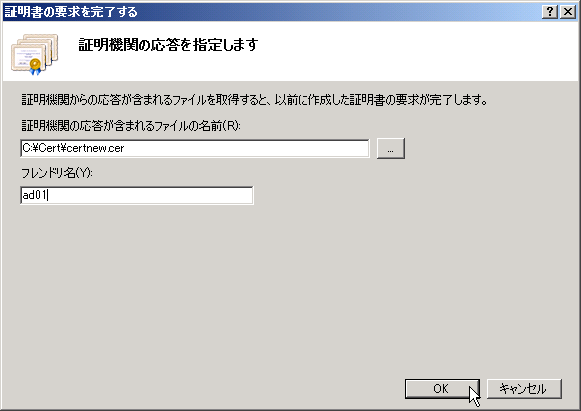 証明書の要求を完了する
証明機関の応答を指定します
証明機関からの応答が含まれるファイルを取得すると、以前に作成した証明書の要求が完了します。
証明機関の応答が含まれるファイルの名前(R):
C:¥Cert¥certnew.cer
...
フレンドリ名(Y):
ad01
OK
キャンセル